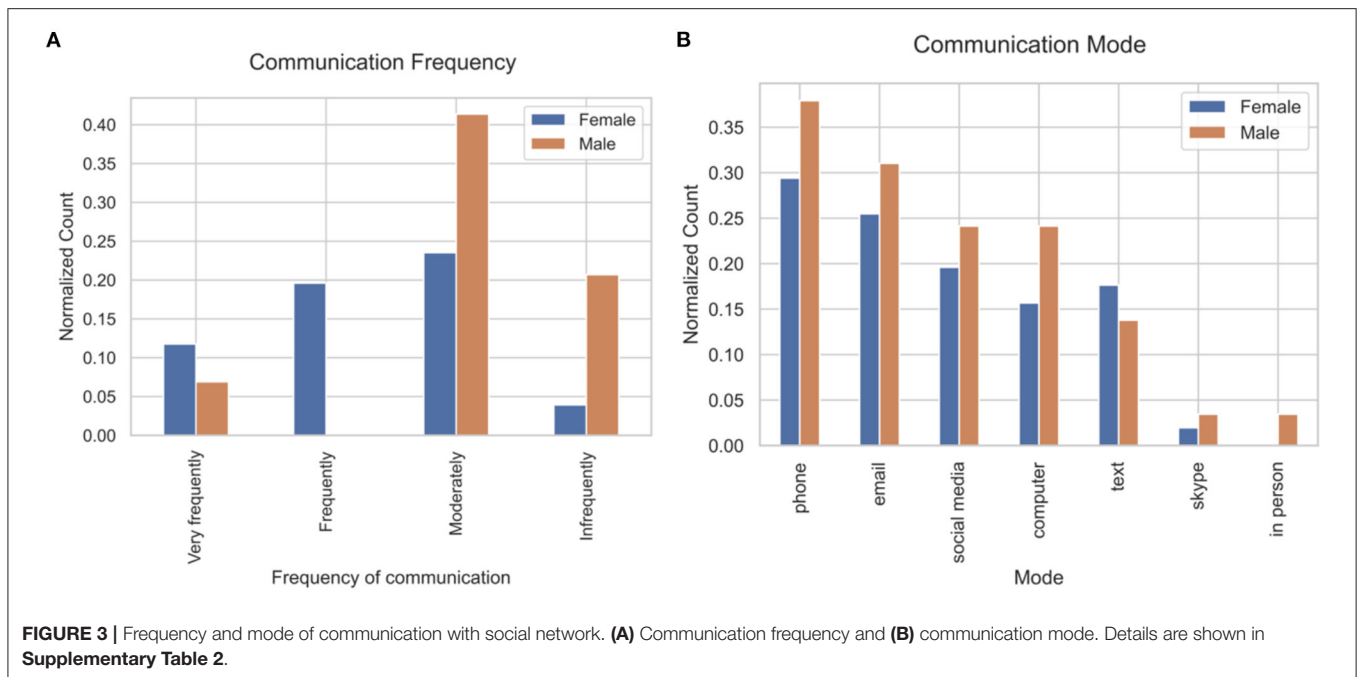 A
Communication Frequency
Female
Male
Normalized Count
0.40
0.35
0.30
0.25
0.20
0.15
0.10
0.05
0.00
Very frequently
Frequently
Moderately
Infrequently
Frequency of communication
B
Communication Mode
Female
Male
Normalized Count
0.35
0.30
0.25
0.20
0.15
0.10
0.05
0.00
phone
email
social media
computer
text
skype
in person
Mode
FIGURE 3 | Frequency and mode of communication with social network. (A) Communication frequency and (B) communication mode. Details are shown in
Supplementary Table 2.